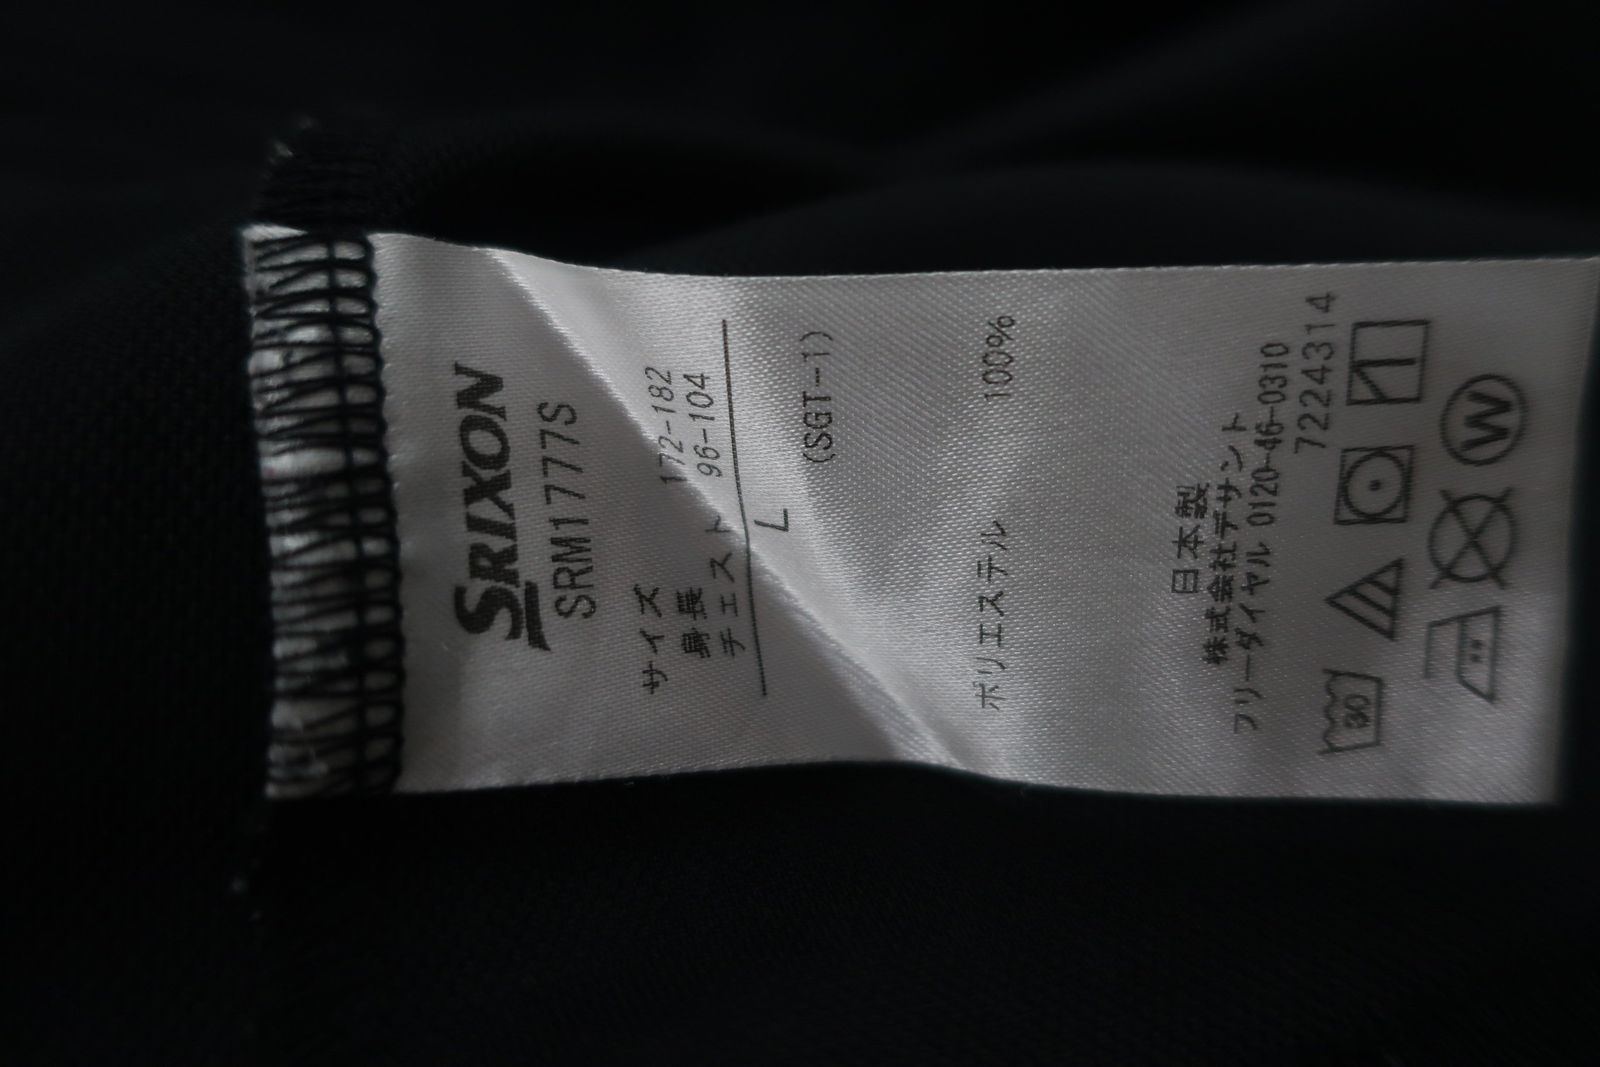 SRIXON
SRM1777S
サイズ
身長 172-182
チェスト 96-104
L
(SGT-1)
ポリエステル 100%
日本製
株式会社デサント
フリーダイヤル 0120-46-0310
7224314
30
W